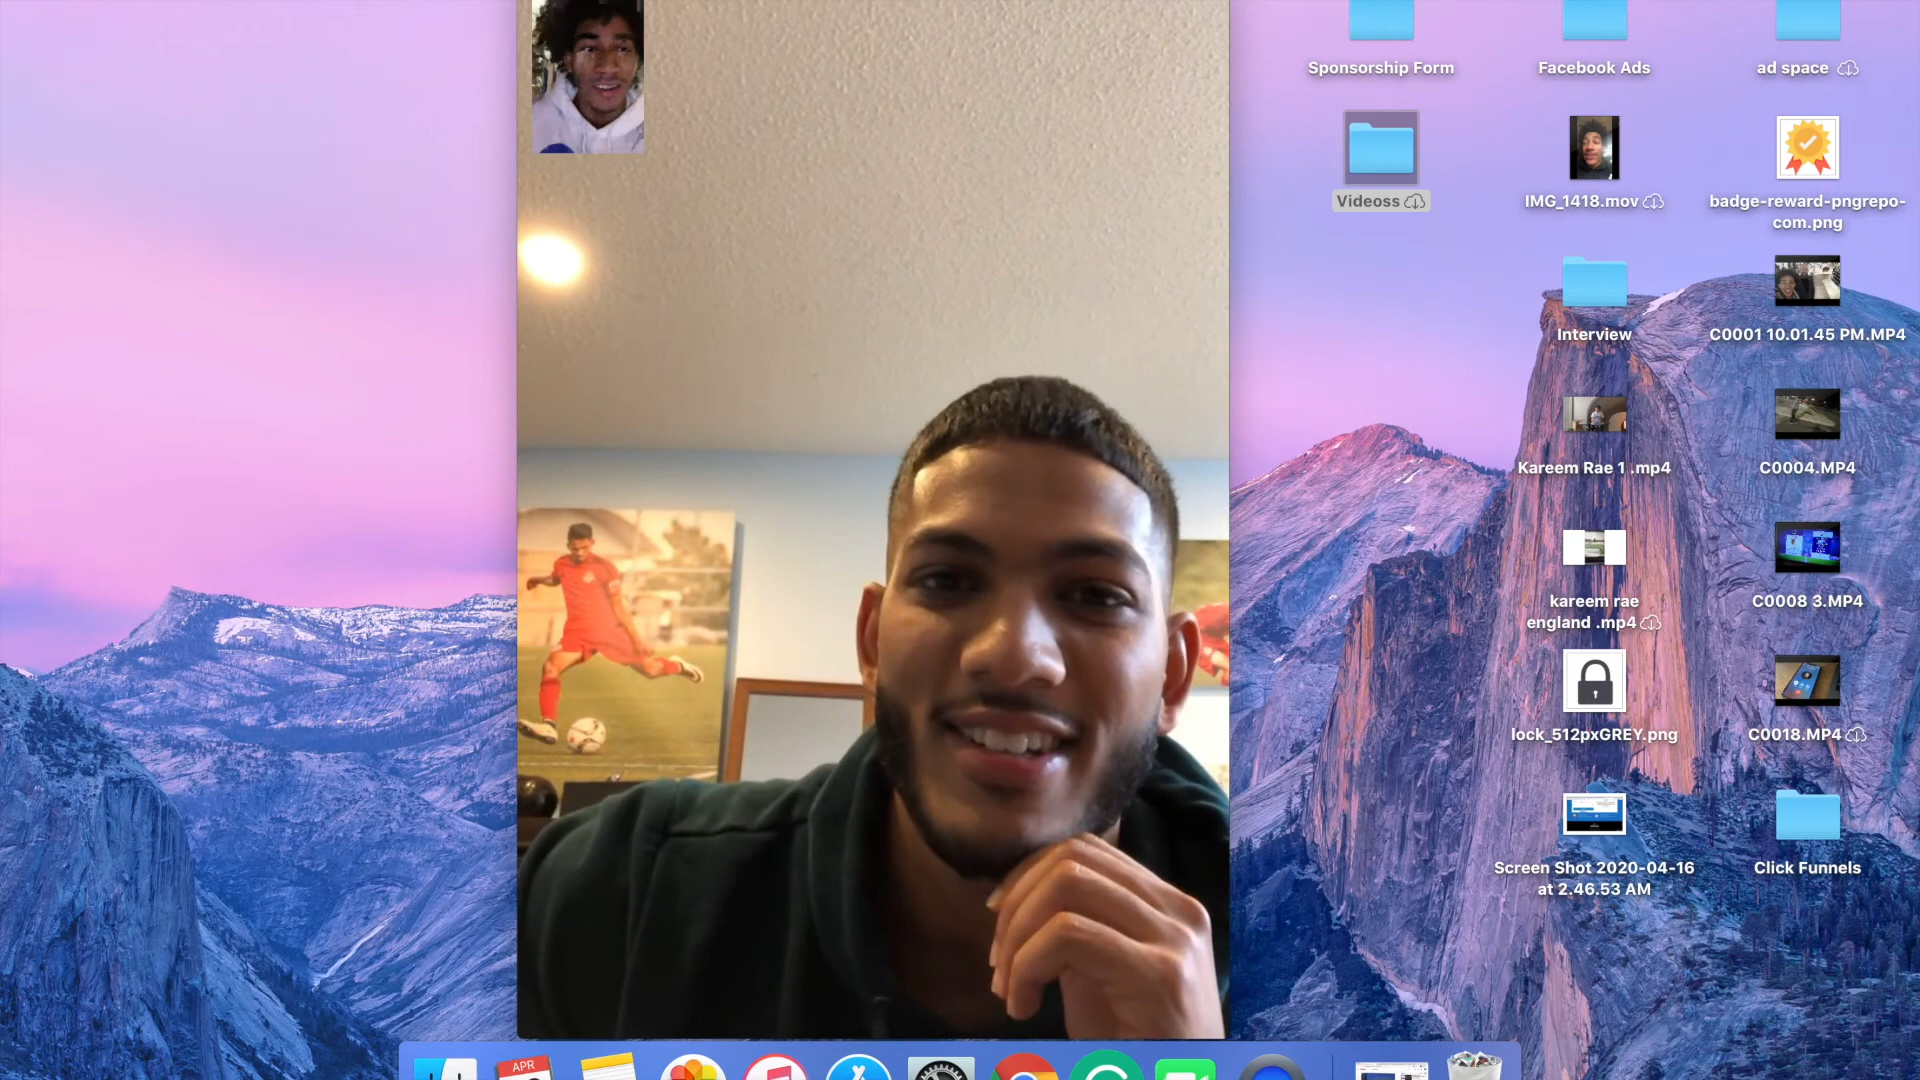 Sponsorship Form
Facebook Ads
ad space
Videoss
IMG_1418.mov
badge-reward-pngrepo-
com.png
Interview
C0001 10.01.45 PM.MP4
Kareem Rae 1 .mp4
C0004.MP4
kareem rae
england .mp4
C0008 3.MP4
lock_512pxGREY.png
C0018.MP4
Screen Shot 2020-04-16
at 2.46.53 AM
Click Funnels
APR